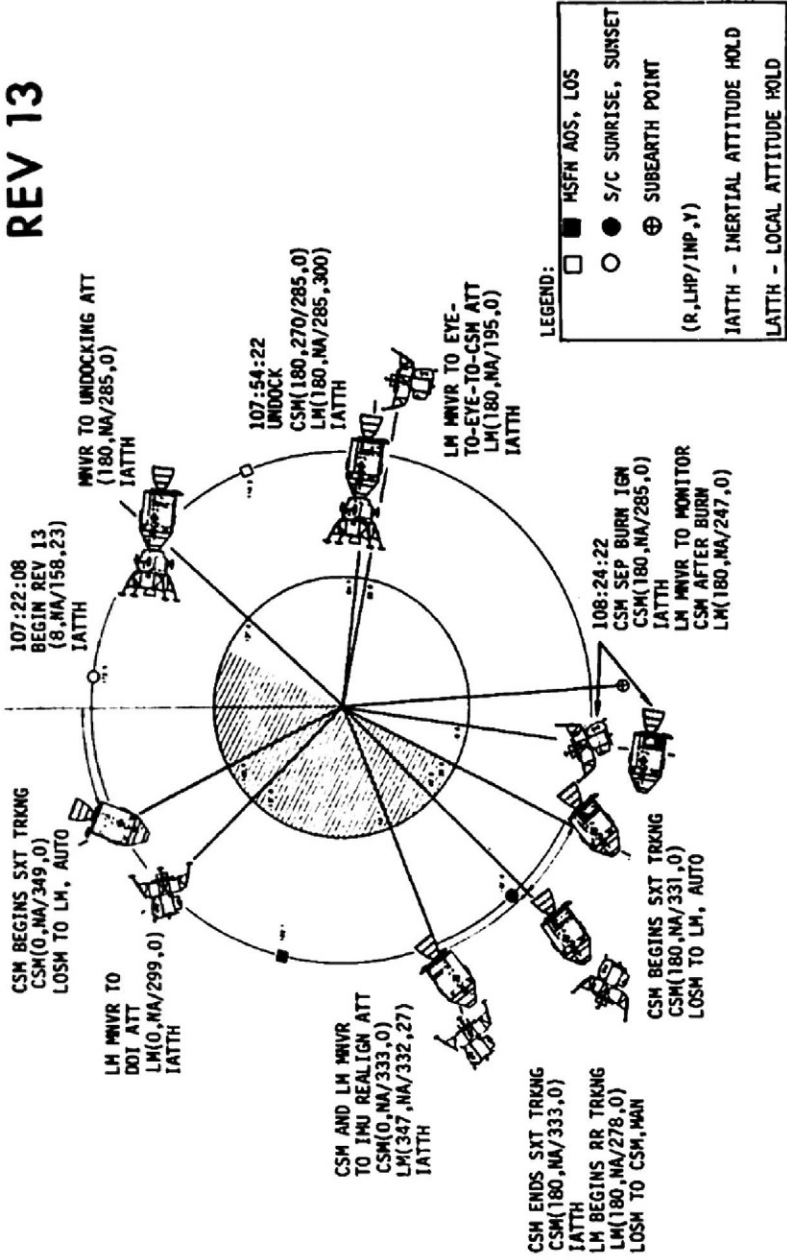 REV 13
107:22:08
BEGIN REV 13
(8,NA/158,23)
IATTH
MNVR TO UNDOCKING ATT
(180,NA/285,0)
IATTH
107:54:22
UNDOCK
CSM(180,270/285,0)
LM(180,NA/285,300)
IATTH
LM MNVR TO EYE-
TO-EYE-TO-CSM ATT
LM(180,NA/195,0)
IATTH
108:24:22
CSM SEP BURN IGN
CSM(180,NA/285,0)
IATTH
LM MNVR TO MONITOR
CSM AFTER BURN
LM(180,NA/247,0)
CSM BEGINS SXT TRKNG
CSM(180,NA/331,0)
LOSM TO LM, AUTO
CSM ENDS SXT TRKNG
CSM(180,NA/333,0)
IATTH
LM BEGINS RR TRKNG
LM(180,NA/278,0)
LOSM TO CSM,MAN
CSM AND LM MNVR
TO IMU REALIGN ATT
CSM(0,NA/333,0)
LM(347,NA/332,27)
IATTH
LM MNVR TO
DOI ATT
LM(0,NA/299,0)
IATTH
CSM BEGINS SXT TRKNG
CSM(0,NA/349,0)
LOSM TO LM, AUTO
LEGEND:
MSFN AOS, LOS
S/C SUNRISE, SUNSET
SUBEARTH POINT
(R,LHP/INP,Y)
IATTH - INERTIAL ATTITUDE HOLD
LATTH - LOCAL ATTITUDE HOLD